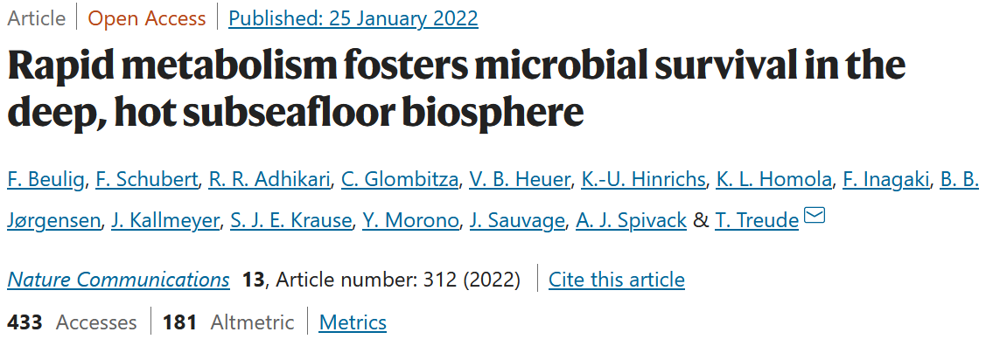 Article | Open Access | Published: 25 January 2022
Rapid metabolism fosters microbial survival in the
deep, hot subseafloor biosphere
F. Beulig, F. Schubert, R. R. Adhikari, C. Glombitza, V. B. Heuer, K.-U. Hinrichs, K. L. Homola, F. Inagaki, B. B.
Jørgensen, J. Kallmeyer, S. J. E. Krause, Y. Morono, J. Sauvage, A. J. Spivack & T. Treude
Nature Communications 13, Article number: 312 (2022) | Cite this article
433 Accesses | 181 Altmetric | Metrics